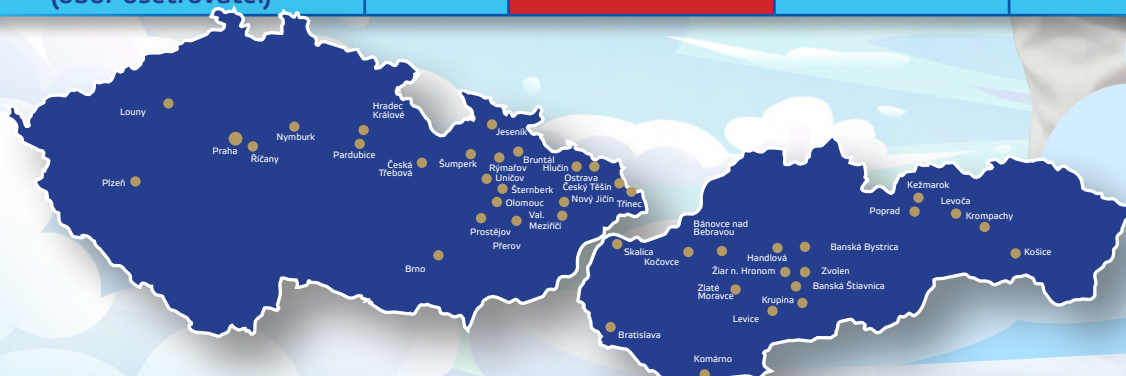 (obor ošetřovatel)
Louny
Hradec
Králové
Jeseník
Nymburk
Praha
Říčany
Pardubice
Česká
Třebová
Šumperk
Bruntál
Rýmařov
Hlučín
Ostrava
Uničov
Český Těšín
Plzeň
Šternberk
Nový Jičín
Třinec
Olomouc
Val.
Meziříčí
Prostějov
Přerov
Brno
Kežmarok
Levoča
Poprad
Krompachy
Bánovce nad
Bebravou
Skalica
Kočovce
Handlová
Banská Bystrica
Košice
Žiar n. Hronom
Zvolen
Zlaté
Moravce
Banská Štiavnica
Krupina
Levice
Bratislava
Komárno